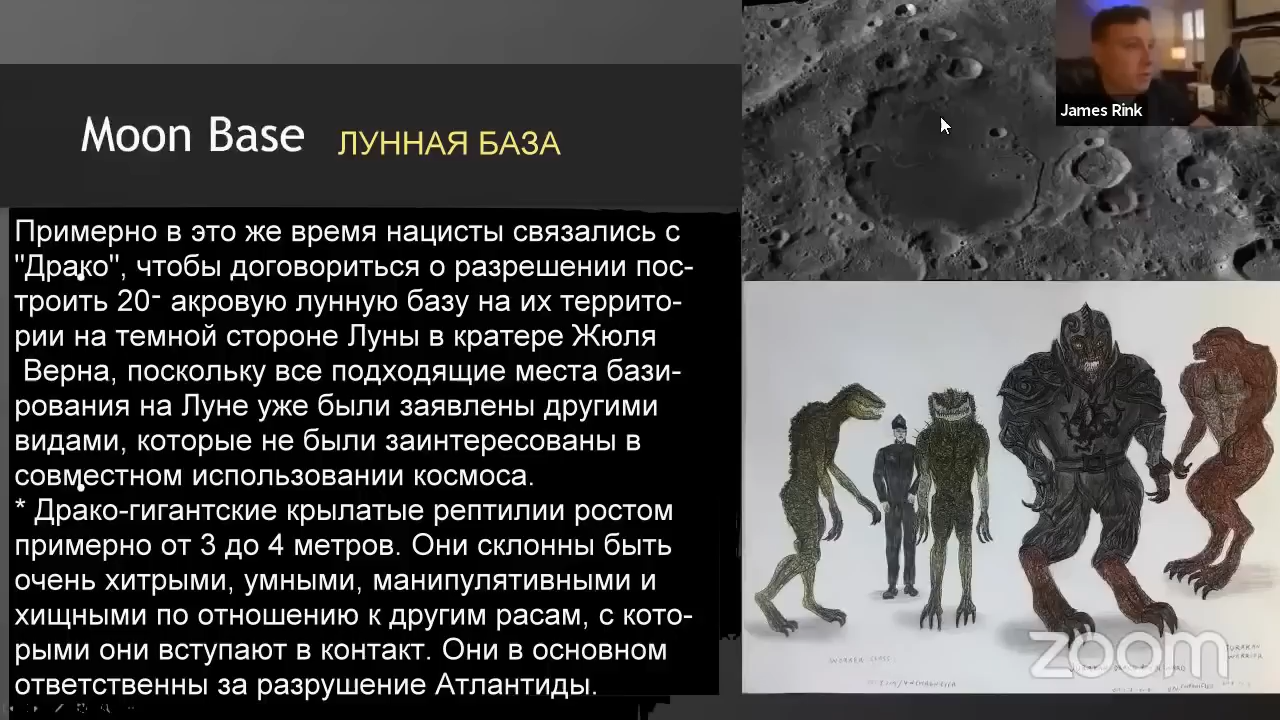 James Rink
Moon Base ЛУННАЯ БАЗА
Примерно в это же время нацисты связались с
"Драко", чтобы договориться о разрешении пос-
троить 20- акровую лунную базу на их террито-
рии на темной стороне Луны в кратере Жюля
Верна, поскольку все подходящие места бази-
рования на Луне уже были заявлены другими
видами, которые не были заинтересованы в
совместном использовании космоса.
* Драко-гигантские крылатые рептилии ростом
примерно от 3 до 4 метров. Они склонны быть
очень хитрыми, умными, манипулятивными и
хищными по отношению к другим расам, с кото-
рыми они вступают в контакт. Они в основном
ответственны за разрушение Атлантиды.
zoom